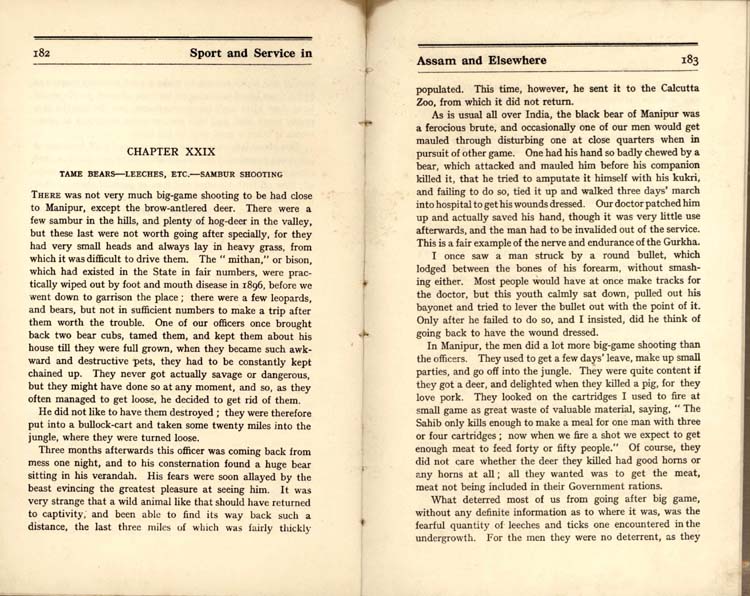 182 Sport and Service in
CHAPTER XXIX
TAME BEARS—LEECHES, ETC.—SAMBUR SHOOTING
THERE was not very much big-game shooting to be had close
to Manipur, except the brow-antlered deer. There were a
few sambur in the hills, and plenty of hog-deer in the valley,
but these last were not worth going after specially, for they
had very small heads and always lay in heavy grass, from
which it was difficult to drive them. The " mithan," or bison,
which had existed in the State in fair numbers, were prac-
tically wiped out by foot and mouth disease in 1896, before we
went down to garrison the place ; there were a few leopards,
and bears, but not in sufficient numbers to make a trip after
them worth the trouble. One of our officers once brought
back two bear cubs, tamed them, and kept them about his
house till they were full grown, when they became such awk-
ward and destructive pets, they had to be constantly kept
chained up. They never got actually savage or dangerous,
but they might have done so at any moment, and so, as they
often managed to get loose, he decided to get rid of them.
He did not like to have them destroyed ; they were therefore
put into a bullock-cart and taken some twenty miles into the
jungle, where they were turned loose.
Three months afterwards this officer was coming back from
mess one night, and to his consternation found a huge bear
sitting in his verandah. His fears were soon allayed by the
beast evincing the greatest pleasure at seeing him. It was
very strange that a wild animal like that should have returned
to captivity, and been able to find its way back such a
distance, the last three miles of which was fairly thickly
Assam and Elsewhere 183
populated. This time, however, he sent it to the Calcutta
Zoo, from which it did not return.
As is usual all over India, the black bear of Manipur was
a ferocious brute, and occasionally one of our men would get
mauled through disturbing one at close quarters when in
pursuit of other game. One had his hand so badly chewed by a
bear, which attacked and mauled him before his companion
killed it, that he tried to amputate it himself with his kukri,
and failing to do so, tied it up and walked three days' march
into hospital to get his wounds dressed. Our doctor patched him
up and actually saved his hand, though it was very little use
afterwards, and the man had to be invalided out of the service.
This is a fair example of the nerve and endurance of the Gurkha.
I once saw a man struck by a round bullet, which
lodged between the bones of his forearm, without smash-
ing either. Most people would have at once made tracks for
the doctor, but this youth calmly sat down, pulled out his
bayonet and tried to lever the bullet out with the point of it.
Only after he failed to do so, and I insisted, did he think of
going back to have the wound dressed.
In Manipur, the men did a lot more big-game shooting than
the officers. They used to get a few days' leave, make up small
parties, and go off into the jungle. They were quite content if
they got a deer, and delighted when they killed a pig, for they
love pork. They looked on the cartridges I used to fire at
small game as great waste of valuable material, saying, " The
Sahib only kills enough to make a meal for one man with three
or four cartridges ; now when we fire a shot we expect to get
enough meat to feed forty or fifty people." Of course, they
did not care whether the deer they killed had good horns or
any horns at all ; all they wanted was to get the meat,
meat not being included in their Government rations.
What deterred most of us from going after big game,
without any definite information as to where it was, was the
fearful quantity of leeches and ticks one encountered in the
undergrowth. For the men they were no deterrent, as they